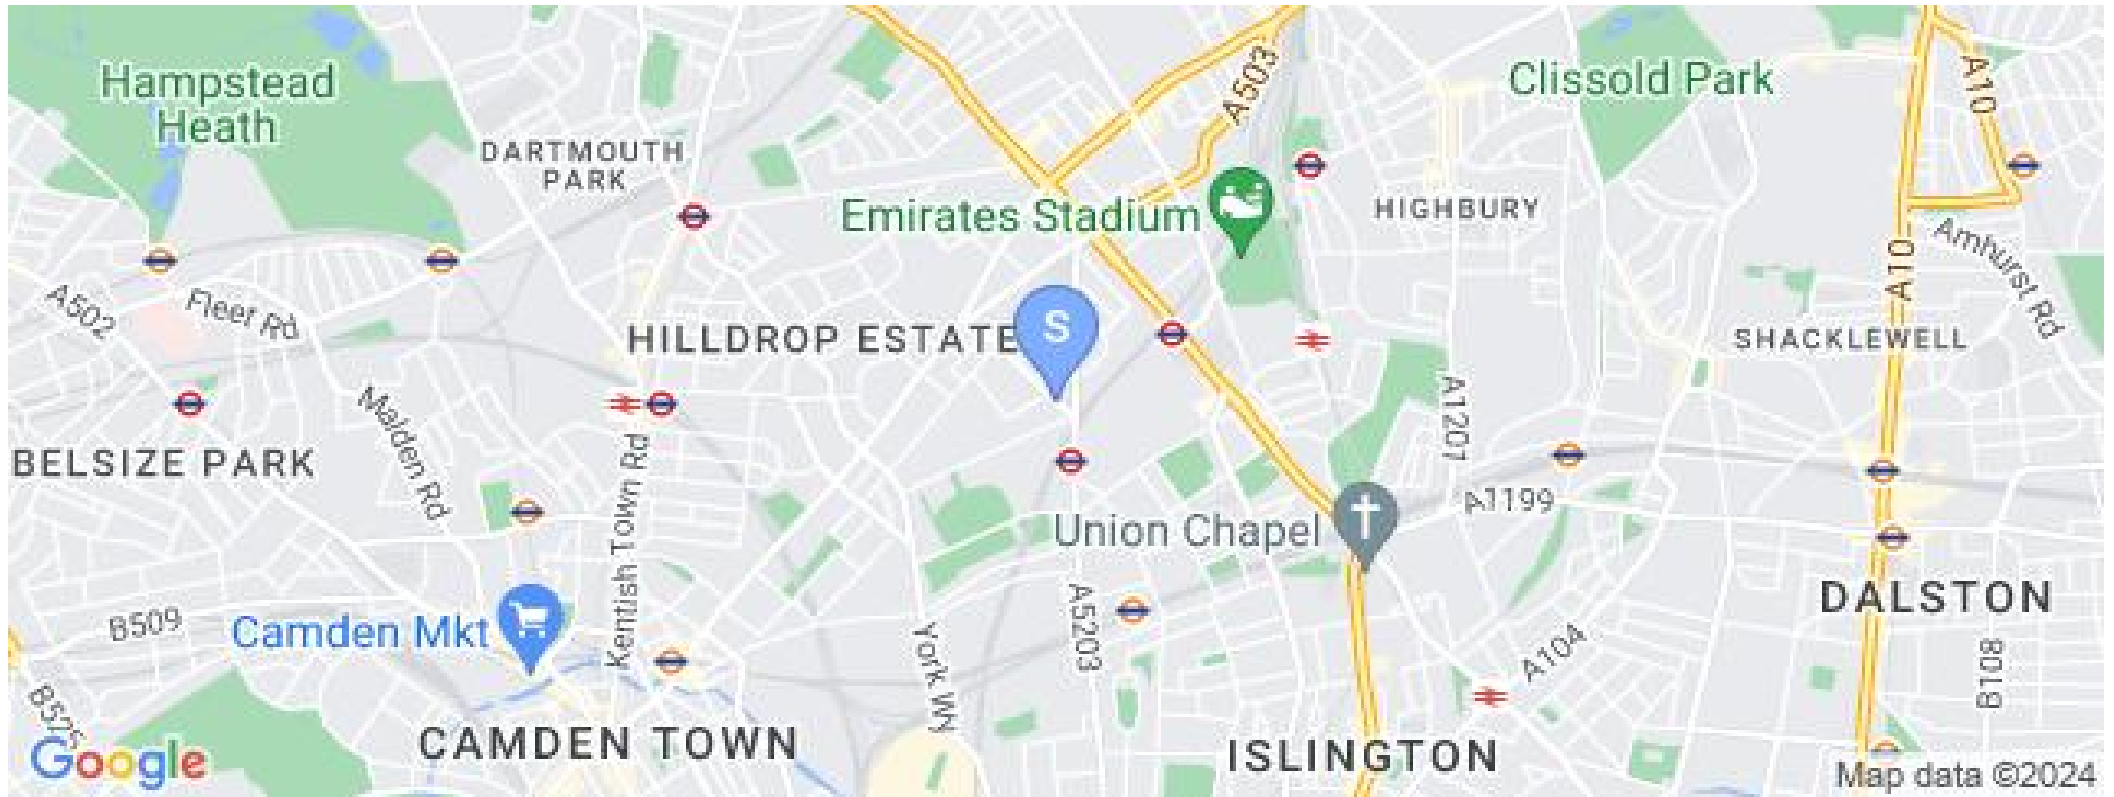 Hampstead
Heath
DARTMOUTH
PARK
A503
Clissold Park
A10
Emirates Stadium
HIGHBURY
A10
Amhurst Rd
A502
Fleet Rd
HILLDROP ESTATE
S
SHACKLEWELL
Malden Rd
A1201
BELSIZE PARK
Kentish Town Rd
A1199
Union Chapel
A5203
DALSTON
B509
Camden Mkt
York Wy
A104
B108
CAMDEN TOWN
ISLINGTON
Google
Map data ©2024